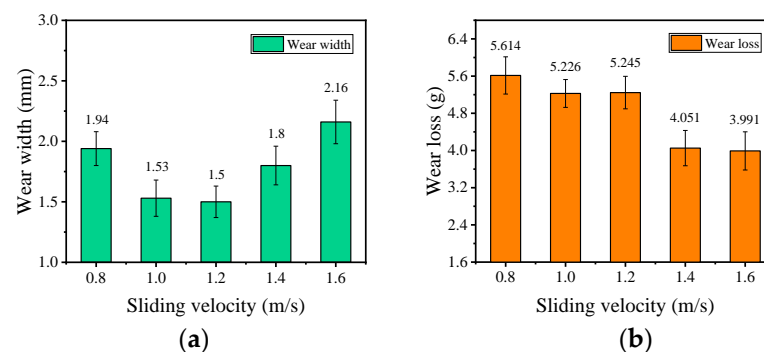 Wear width (mm)
3.0
2.5
2.0
1.5
1.0
Wear width
1.94
1.53
1.5
1.8
2.16
0.8 1.0 1.2 1.4 1.6
Sliding velocity (m/s)
(a)
Wear loss (g)
6.4
5.6
4.8
4.0
3.2
2.4
1.6
Wear loss
5.614
5.226
5.245
4.051
3.991
0.8 1.0 1.2 1.4 1.6
Sliding velocity (m/s)
(b)